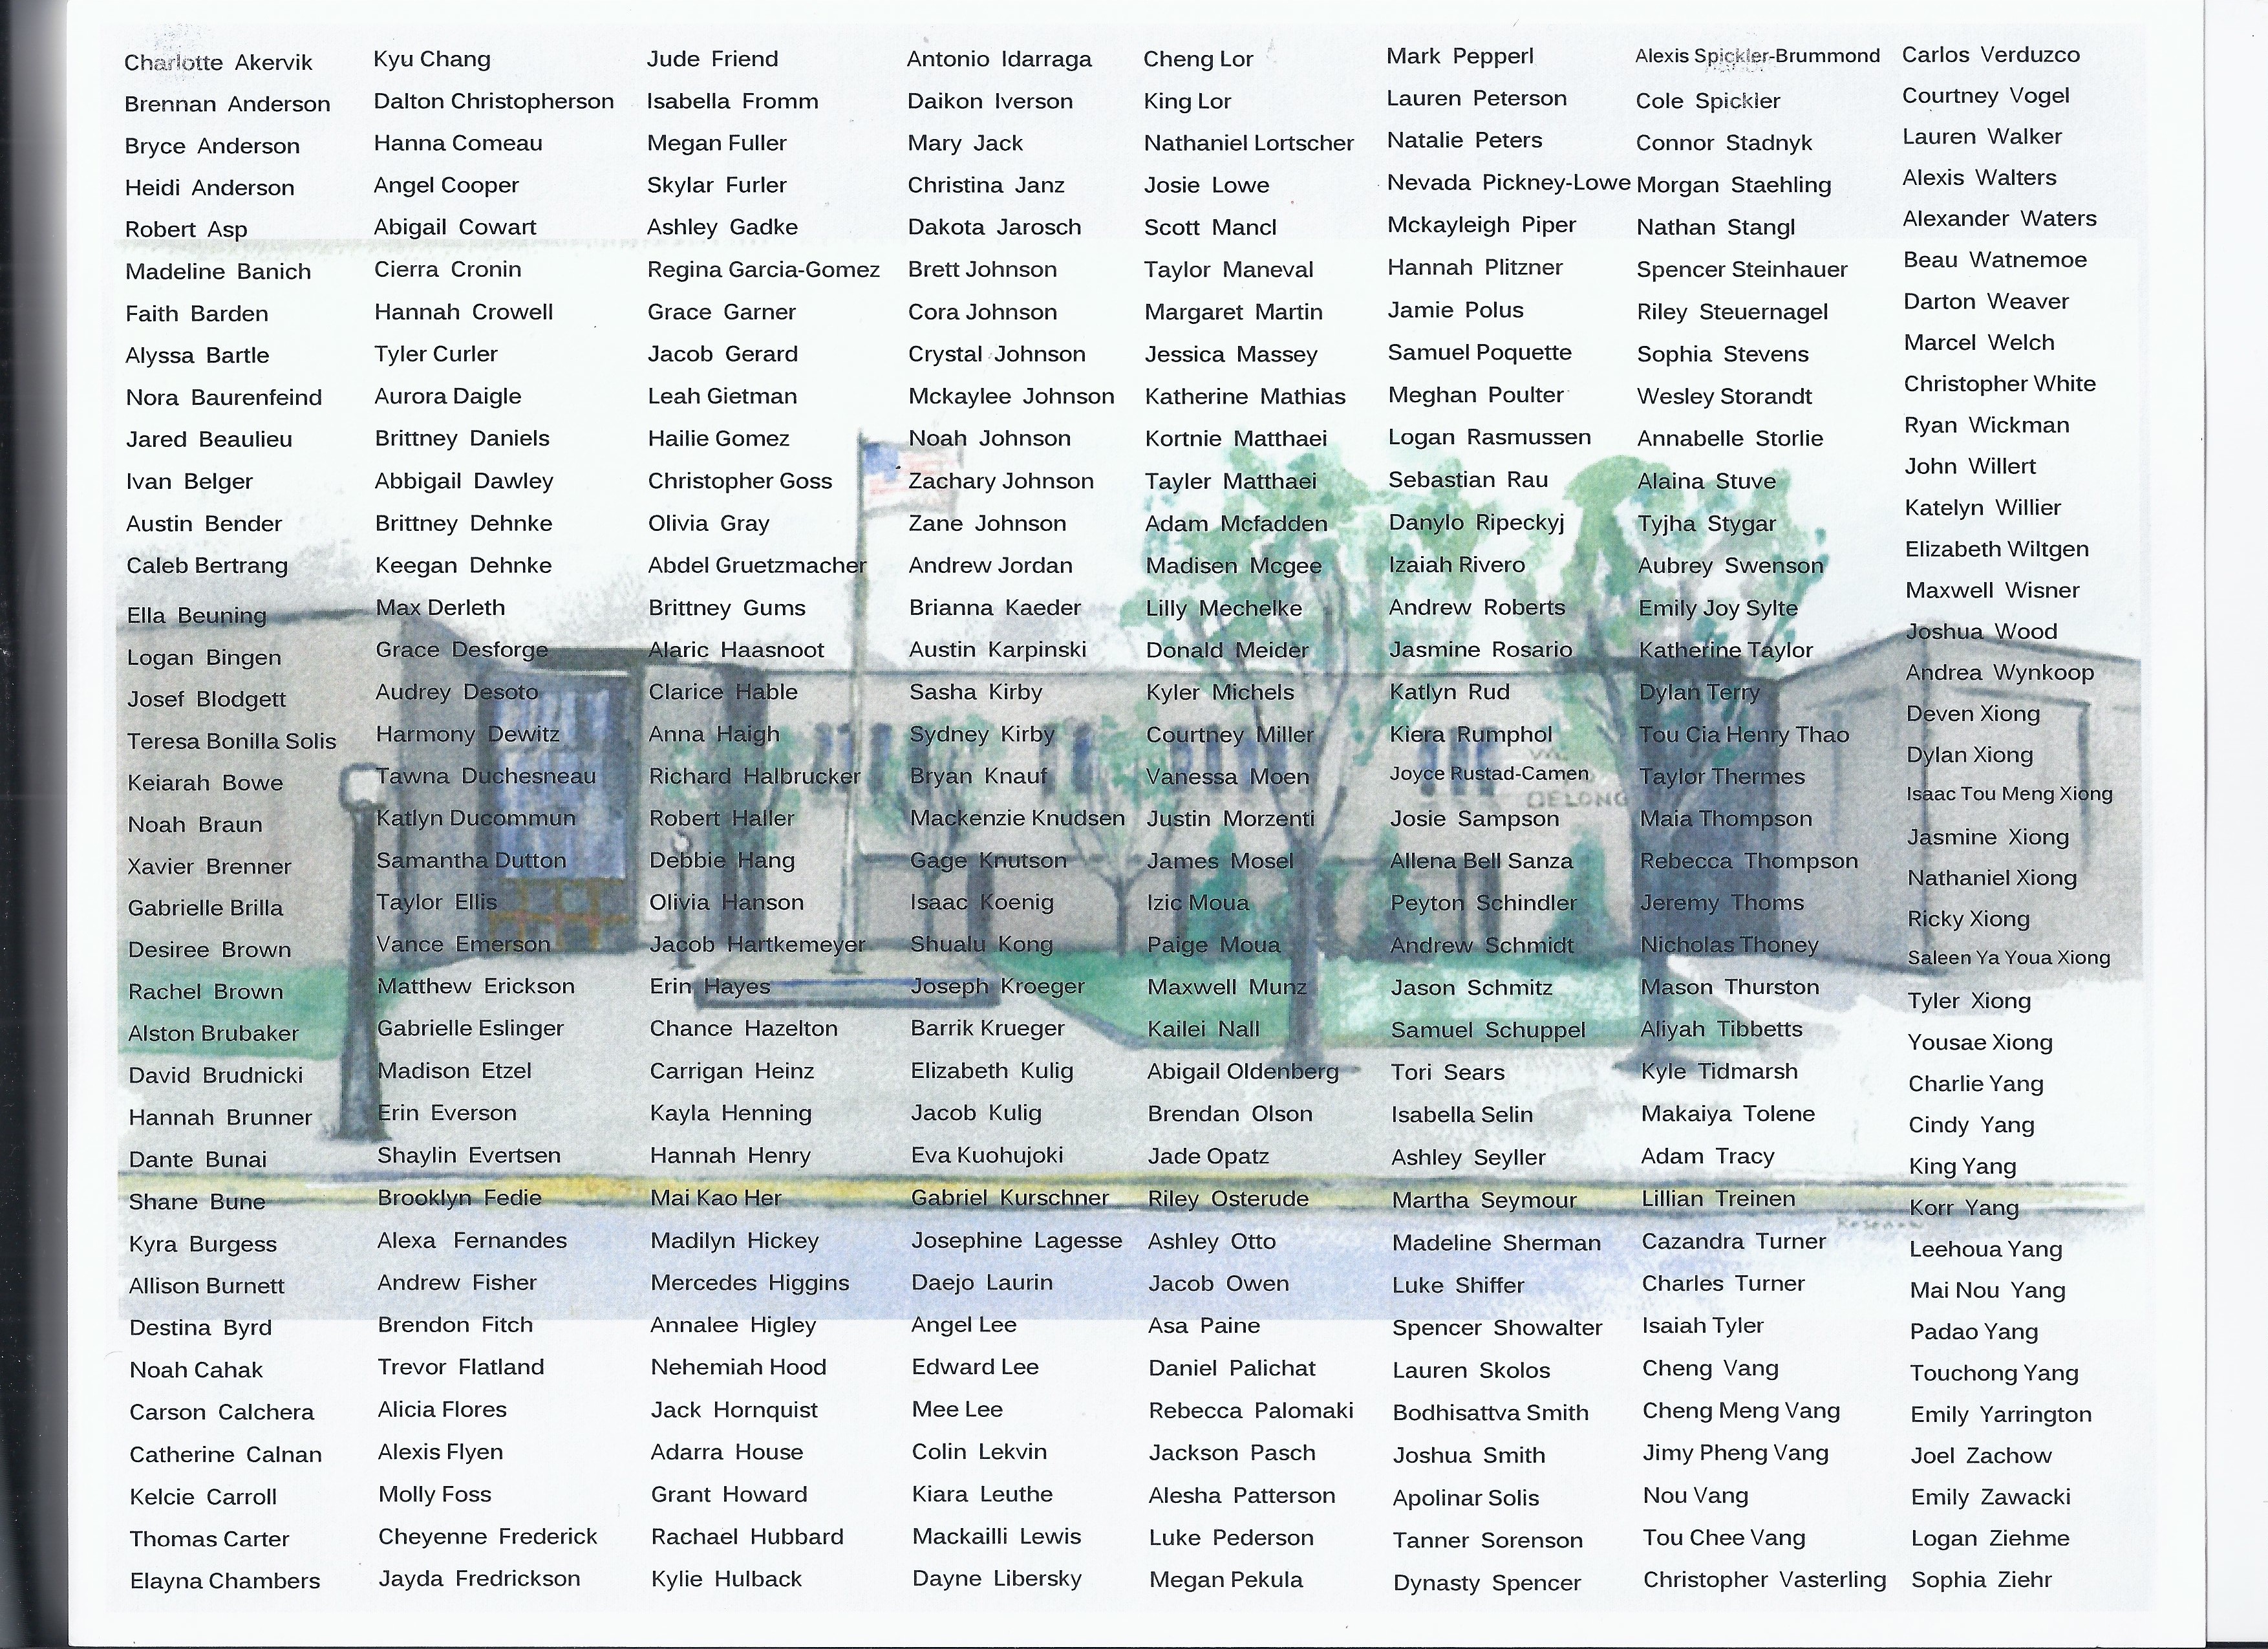 Charlotte Akervik
Brennan Anderson
Bryce Anderson
Heidi Anderson
Robert Asp
Madeline Banich
Faith Barden
Alyssa Bartle
Nora Baurenfeind
Jared Beaulieu
Ivan Belger
Austin Bender
Caleb Bertrang
Ella Beuning
Logan Bingen
Josef Blodgett
Teresa Bonilla Solis
Keiarah Bowe
Noah Braun
Xavier Brenner
Gabrielle Brilla
Desiree Brown
Rachel Brown
Alston Brubaker
David Brudnicki
Hannah Brunner
Dante Bunai
Shane Bune
Kyra Burgess
Allison Burnett
Destina Byrd
Noah Cahak
Carson Calchera
Catherine Calnan
Kelcie Carroll
Thomas Carter
Elayna Chambers
Kyu Chang
Dalton Christopherson
Hanna Comeau
Angel Cooper
Abigail Cowart
Cierra Cronin
Hannah Crowell
Tyler Curler
Aurora Daigle
Brittney Daniels
Abbigail Dawley
Brittney Dehnke
Keegan Dehnke
Max Derleth
Grace Desforge
Audrey Desoto
Harmony Dewitz
Tawna Duchesneau
Katlyn Ducommun
Samantha Dutton
Taylor Ellis
Vance Emerson
Matthew Erickson
Gabrielle Eslinger
Madison Etzel
Erin Everson
Shaylin Evertsen
Brooklyn Fedie
Alexa Fernandes
Andrew Fisher
Brendon Fitch
Trevor Flatland
Alicia Flores
Alexis Flyen
Molly Foss
Cheyenne Frederick
Jayda Fredrickson
Jude Friend
Isabella Fromm
Megan Fuller
Skylar Furler
Ashley Gadke
Regina Garcia-Gomez
Grace Garner
Jacob Gerard
Leah Gietman
Hailie Gomez
Christopher Goss
Olivia Gray
Abdel Gruetzmacher
Brittney Gums
Alaric Haasnoot
Clarice Hable
Anna Haigh
Richard Halbrucker
Robert Haller
Debbie Hang
Olivia Hanson
Jacob Hartkemeyer
Erin Hayes
Chance Hazelton
Carrigan Heinz
Kayla Henning
Hannah Henry
Mai Kao Her
Madilyn Hickey
Mercedes Higgins
Annalee Higley
Nehemiah Hood
Jack Hornquist
Adarra House
Grant Howard
Rachael Hubbard
Kylie Hulback
Antonio Idarraga
Daikon Iverson
Mary Jack
Christina Janz
Dakota Jarosch
Brett Johnson
Cora Johnson
Crystal Johnson
Mckaylee Johnson
Noah Johnson
Zachary Johnson
Zane Johnson
Andrew Jordan
Brianna Kaeder
Austin Karpinski
Sasha Kirby
Sydney Kirby
Bryan Knauf
Mackenzie Knudsen
Gage Knutson
Isaac Koenig
Shualu Kong
Joseph Kroeger
Barrik Krueger
Elizabeth Kulig
Jacob Kulig
Eva Kuohujoki
Gabriel Kurschner
Josephine Lagesse
Daejo Laurin
Angel Lee
Edward Lee
Mee Lee
Colin Lekvin
Kiara Leuthe
Mackailli Lewis
Dayne Libersky
Cheng Lor
King Lor
Nathaniel Lortscher
Josie Lowe
Scott Mancl
Taylor Maneval
Margaret Martin
Jessica Massey
Katherine Mathias
Kortnie Matthaei
Tayler Matthaei
Adam Mcfadden
Madisen Mcgee
Lilly Mechelke
Donald Meider
Kyler Michels
Courtney Miller
Vanessa Moen
Justin Morzenti
James Mosel
Izic Moua
Paige Moua
Maxwell Munz
Kailei Nall
Abigail Oldenberg
Brendan Olson
Jade Opatz
Riley Osterude
Ashley Otto
Jacob Owen
Asa Paine
Daniel Palichat
Rebecca Palomaki
Jackson Pasch
Alesha Patterson
Luke Pederson
Megan Pekula
Mark Pepperl
Lauren Peterson
Natalie Peters
Nevada Pickney-Lowe
Mckayleigh Piper
Hannah Plitzner
Jamie Polus
Samuel Poquette
Meghan Poulter
Logan Rasmussen
Sebastian Rau
Danylo Ripeckyj
Izaiah Rivero
Andrew Roberts
Jasmine Rosario
Katlyn Rud
Kiera Rumphol
Joyce Rustad-Camen
DELONG
Josie Sampson
Allena Bell Sanza
Peyton Schindler
Andrew Schmidt
Jason Schmitz
Samuel Schuppel
Tori Sears
Isabella Selin
Ashley Seyller
Martha Seymour
Madeline Sherman
Luke Shiffer
Spencer Showalter
Lauren Skolos
Bodhisattva Smith
Joshua Smith
Apolinar Solis
Tanner Sorenson
Dynasty Spencer
Alexis Spickler-Brummond
Cole Spickler
Connor Stadnyk
Morgan Staehling
Nathan Stangl
Spencer Steinhauer
Riley Steuernagel
Sophia Stevens
Wesley Storandt
Annabelle Storlie
Alaina Stuve
Tyjha Stygar
Aubrey Swenson
Emily Joy Sylte
Katherine Taylor
Dylan Terry
Tou Cia Henry Thao
Taylor Thermes
Maia Thompson
Rebecca Thompson
Jeremy Thoms
Nicholas Thoney
Mason Thurston
Aliyah Tibbetts
Kyle Tidmarsh
Makaiya Tolene
Adam Tracy
Lillian Treinen
Cazandra Turner
Charles Turner
Isaiah Tyler
Cheng Vang
Cheng Meng Vang
Jimy Pheng Vang
Nou Vang
Tou Chee Vang
Christopher Vasterling
Carlos Verduzco
Courtney Vogel
Lauren Walker
Alexis Walters
Alexander Waters
Beau Watnemoe
Darton Weaver
Marcel Welch
Christopher White
Ryan Wickman
John Willert
Katelyn Willier
Elizabeth Wiltgen
Maxwell Wisner
Joshua Wood
Andrea Wynkoop
Deven Xiong
Dylan Xiong
Isaac Tou Meng Xiong
Jasmine Xiong
Nathaniel Xiong
Ricky Xiong
Saleen Ya Youa Xiong
Tyler Xiong
Yousae Xiong
Charlie Yang
Cindy Yang
King Yang
Korr Yang
Leehoua Yang
Mai Nou Yang
Padao Yang
Touchong Yang
Emily Yarrington
Joel Zachow
Emily Zawacki
Logan Ziehme
Sophia Ziehr